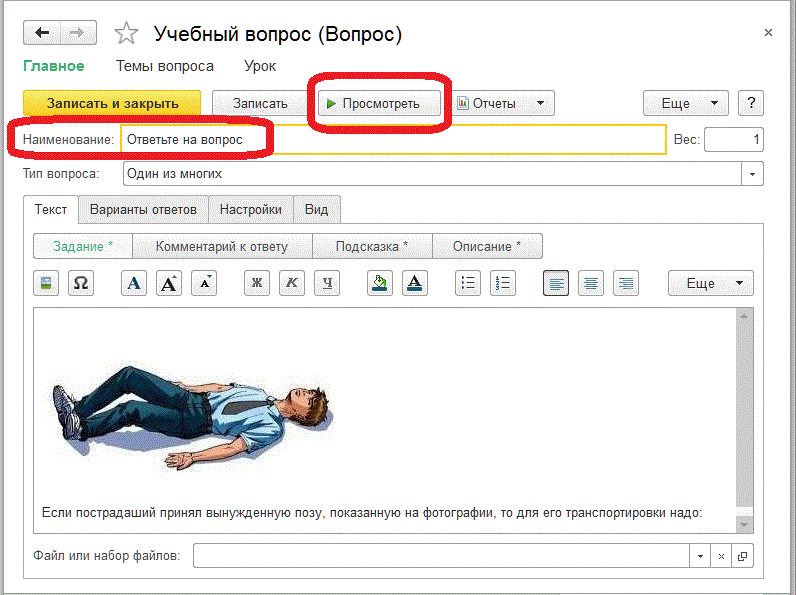 Учебный вопрос (Вопрос)
Главное Темы вопроса Урок
Записать и закрыть Записать Просмотреть Отчеты Еще ?
Наименование: Ответьте на вопрос Вес: 1
Тип вопроса: Один из многих
Текст Варианты ответов Настройки Вид
Задание * Комментарий к ответу Подсказка * Описание *
Ω A A A Ж К Ч A Еще
Если пострадаший принял вынужденную позу, показанную на фотографии, то для его транспортировки надо:
Файл или набор файлов: